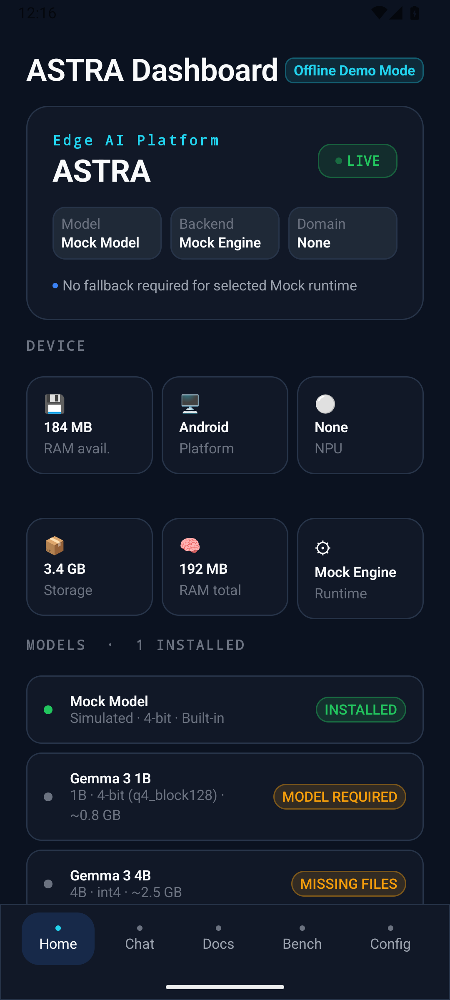 12:16
ASTRA Dashboard
Offline Demo Mode
Edge AI Platform
ASTRA
LIVE
Model
Mock Model
Backend
Mock Engine
Domain
None
No fallback required for selected Mock runtime
DEVICE
184 MB
RAM avail.
Android
Platform
None
NPU
3.4 GB
Storage
192 MB
RAM total
Mock Engine
Runtime
MODELS · 1 INSTALLED
Mock Model
Simulated · 4-bit · Built-in
INSTALLED
Gemma 3 1B
1B · 4-bit (q4_block128) ·
~0.8 GB
MODEL REQUIRED
Gemma 3 4B
4B · int4 · ~2.5 GB
MISSING FILES
Home
Chat
Docs
Bench
Config